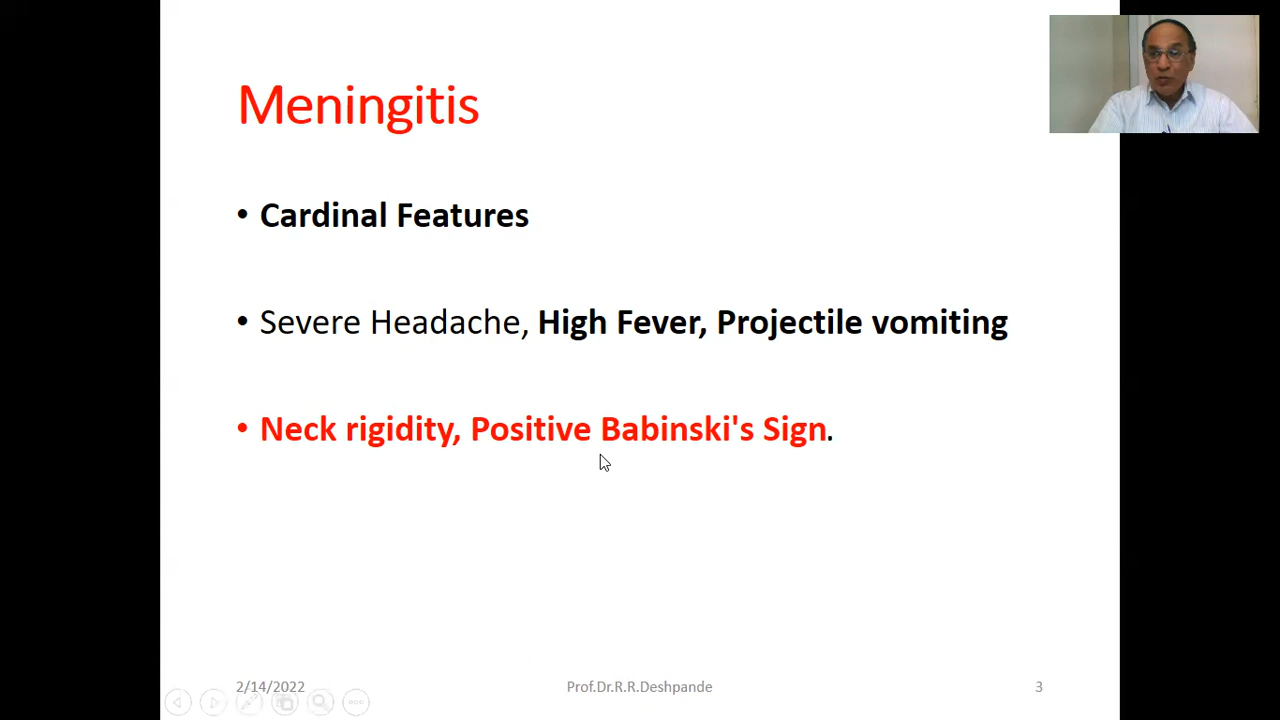 Meningitis
• Cardinal Features
• Severe Headache, High Fever, Projectile vomiting
• Neck rigidity, Positive Babinski's Sign.
2/14/2022 Prof.Dr.R.R.Deshpande 3